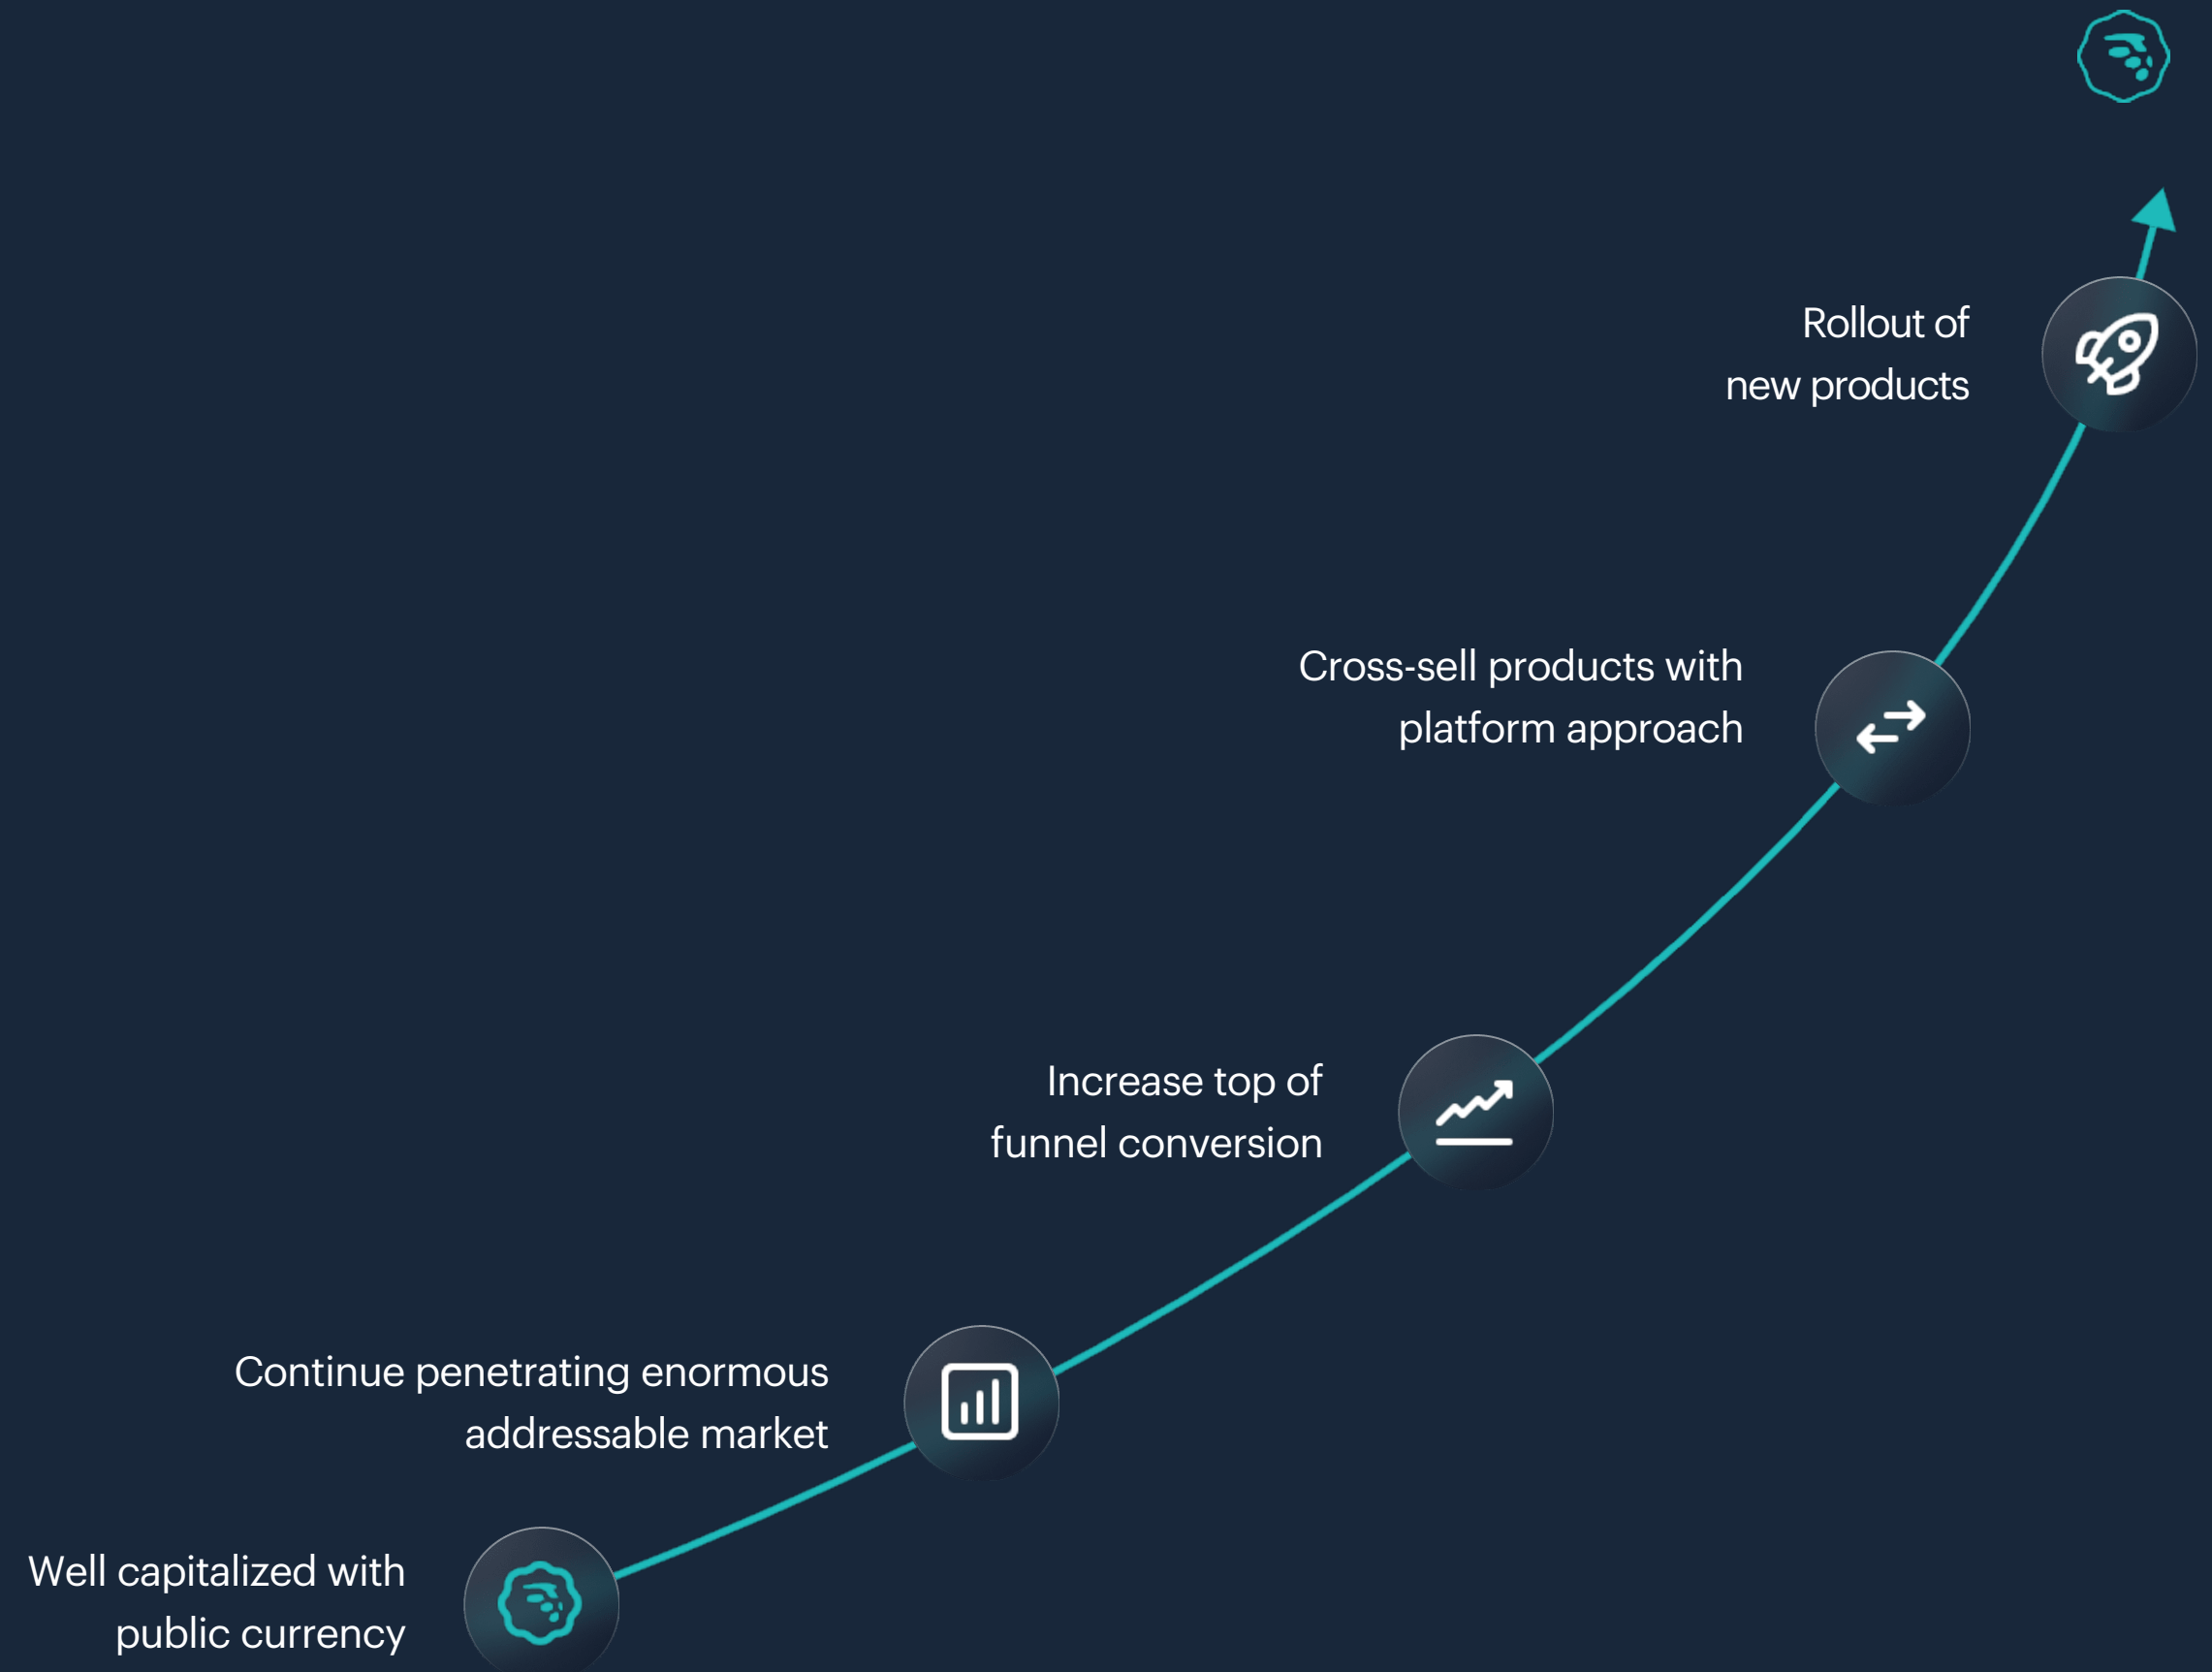 Rollout of
new products
Cross-sell products with
platform approach
Increase top of
funnel conversion
Continue penetrating enormous
addressable market
Well capitalized with
public currency